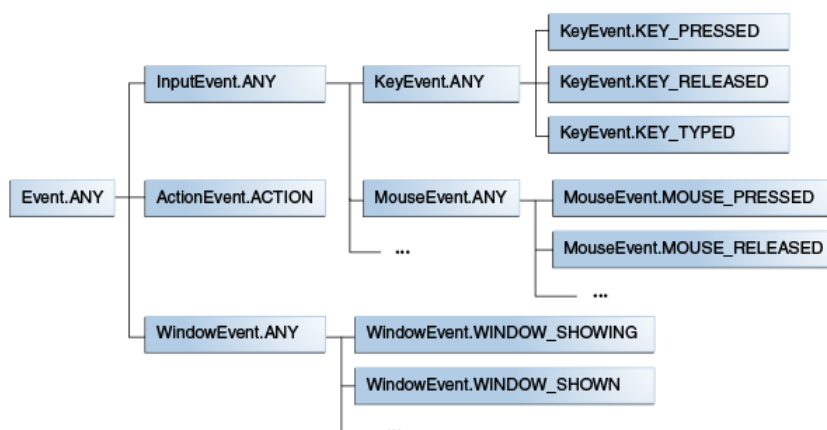 KeyEvent.KEY_PRESSED
InputEvent.ANY
KeyEvent.ANY
KeyEvent.KEY_RELEASED
KeyEvent.KEY_TYPED
Event.ANY
ActionEvent.ACTION
MouseEvent.ANY
MouseEvent.MOUSE_PRESSED
...
MouseEvent.MOUSE_RELEASED
...
WindowEvent.ANY
WindowEvent.WINDOW_SHOWING
WindowEvent.WINDOW_SHOWN
...